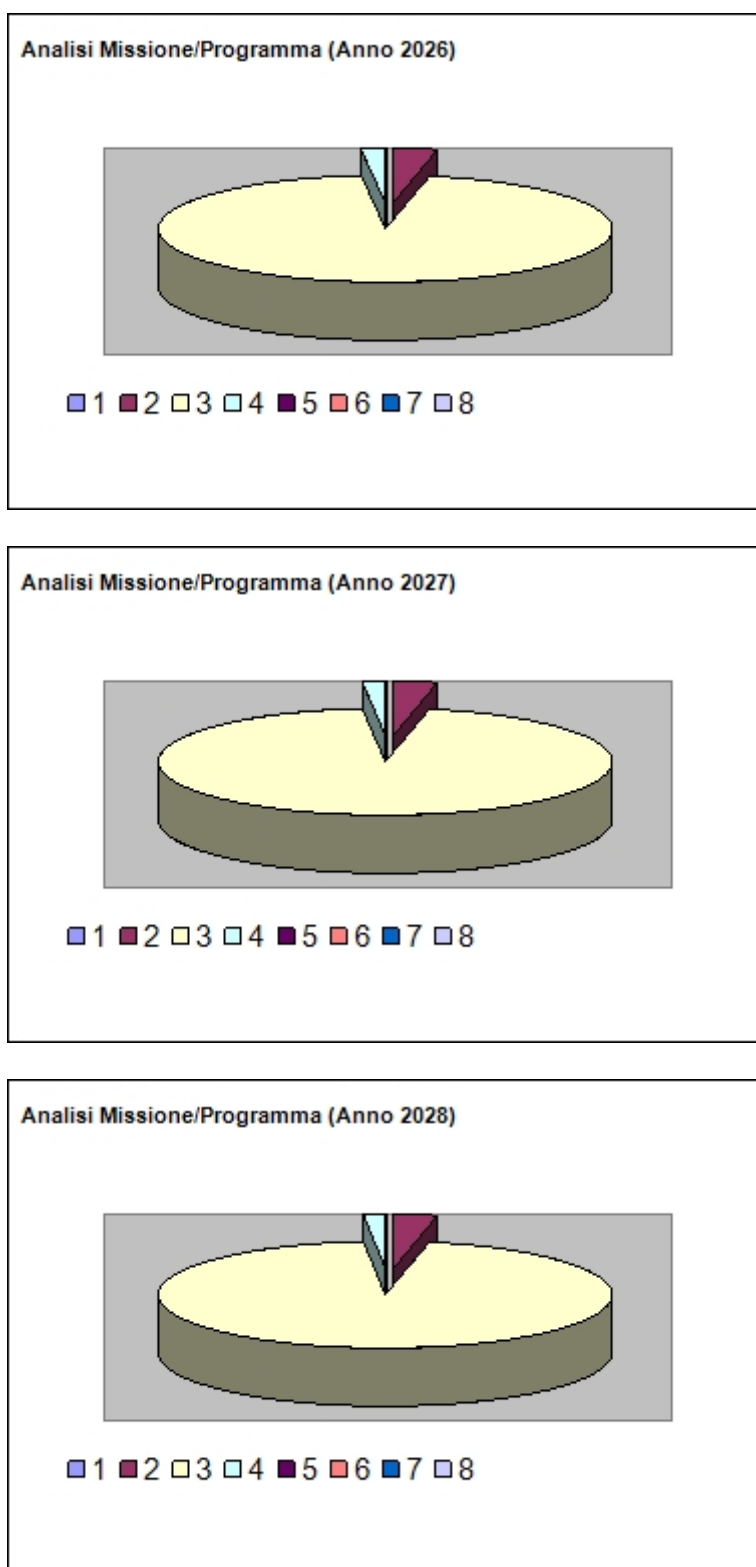 Analisi Missione/Programma (Anno 2026)
1 2 3 4 5 6 7 8
Analisi Missione/Programma (Anno 2027)
1 2 3 4 5 6 7 8
Analisi Missione/Programma (Anno 2028)
1 2 3 4 5 6 7 8